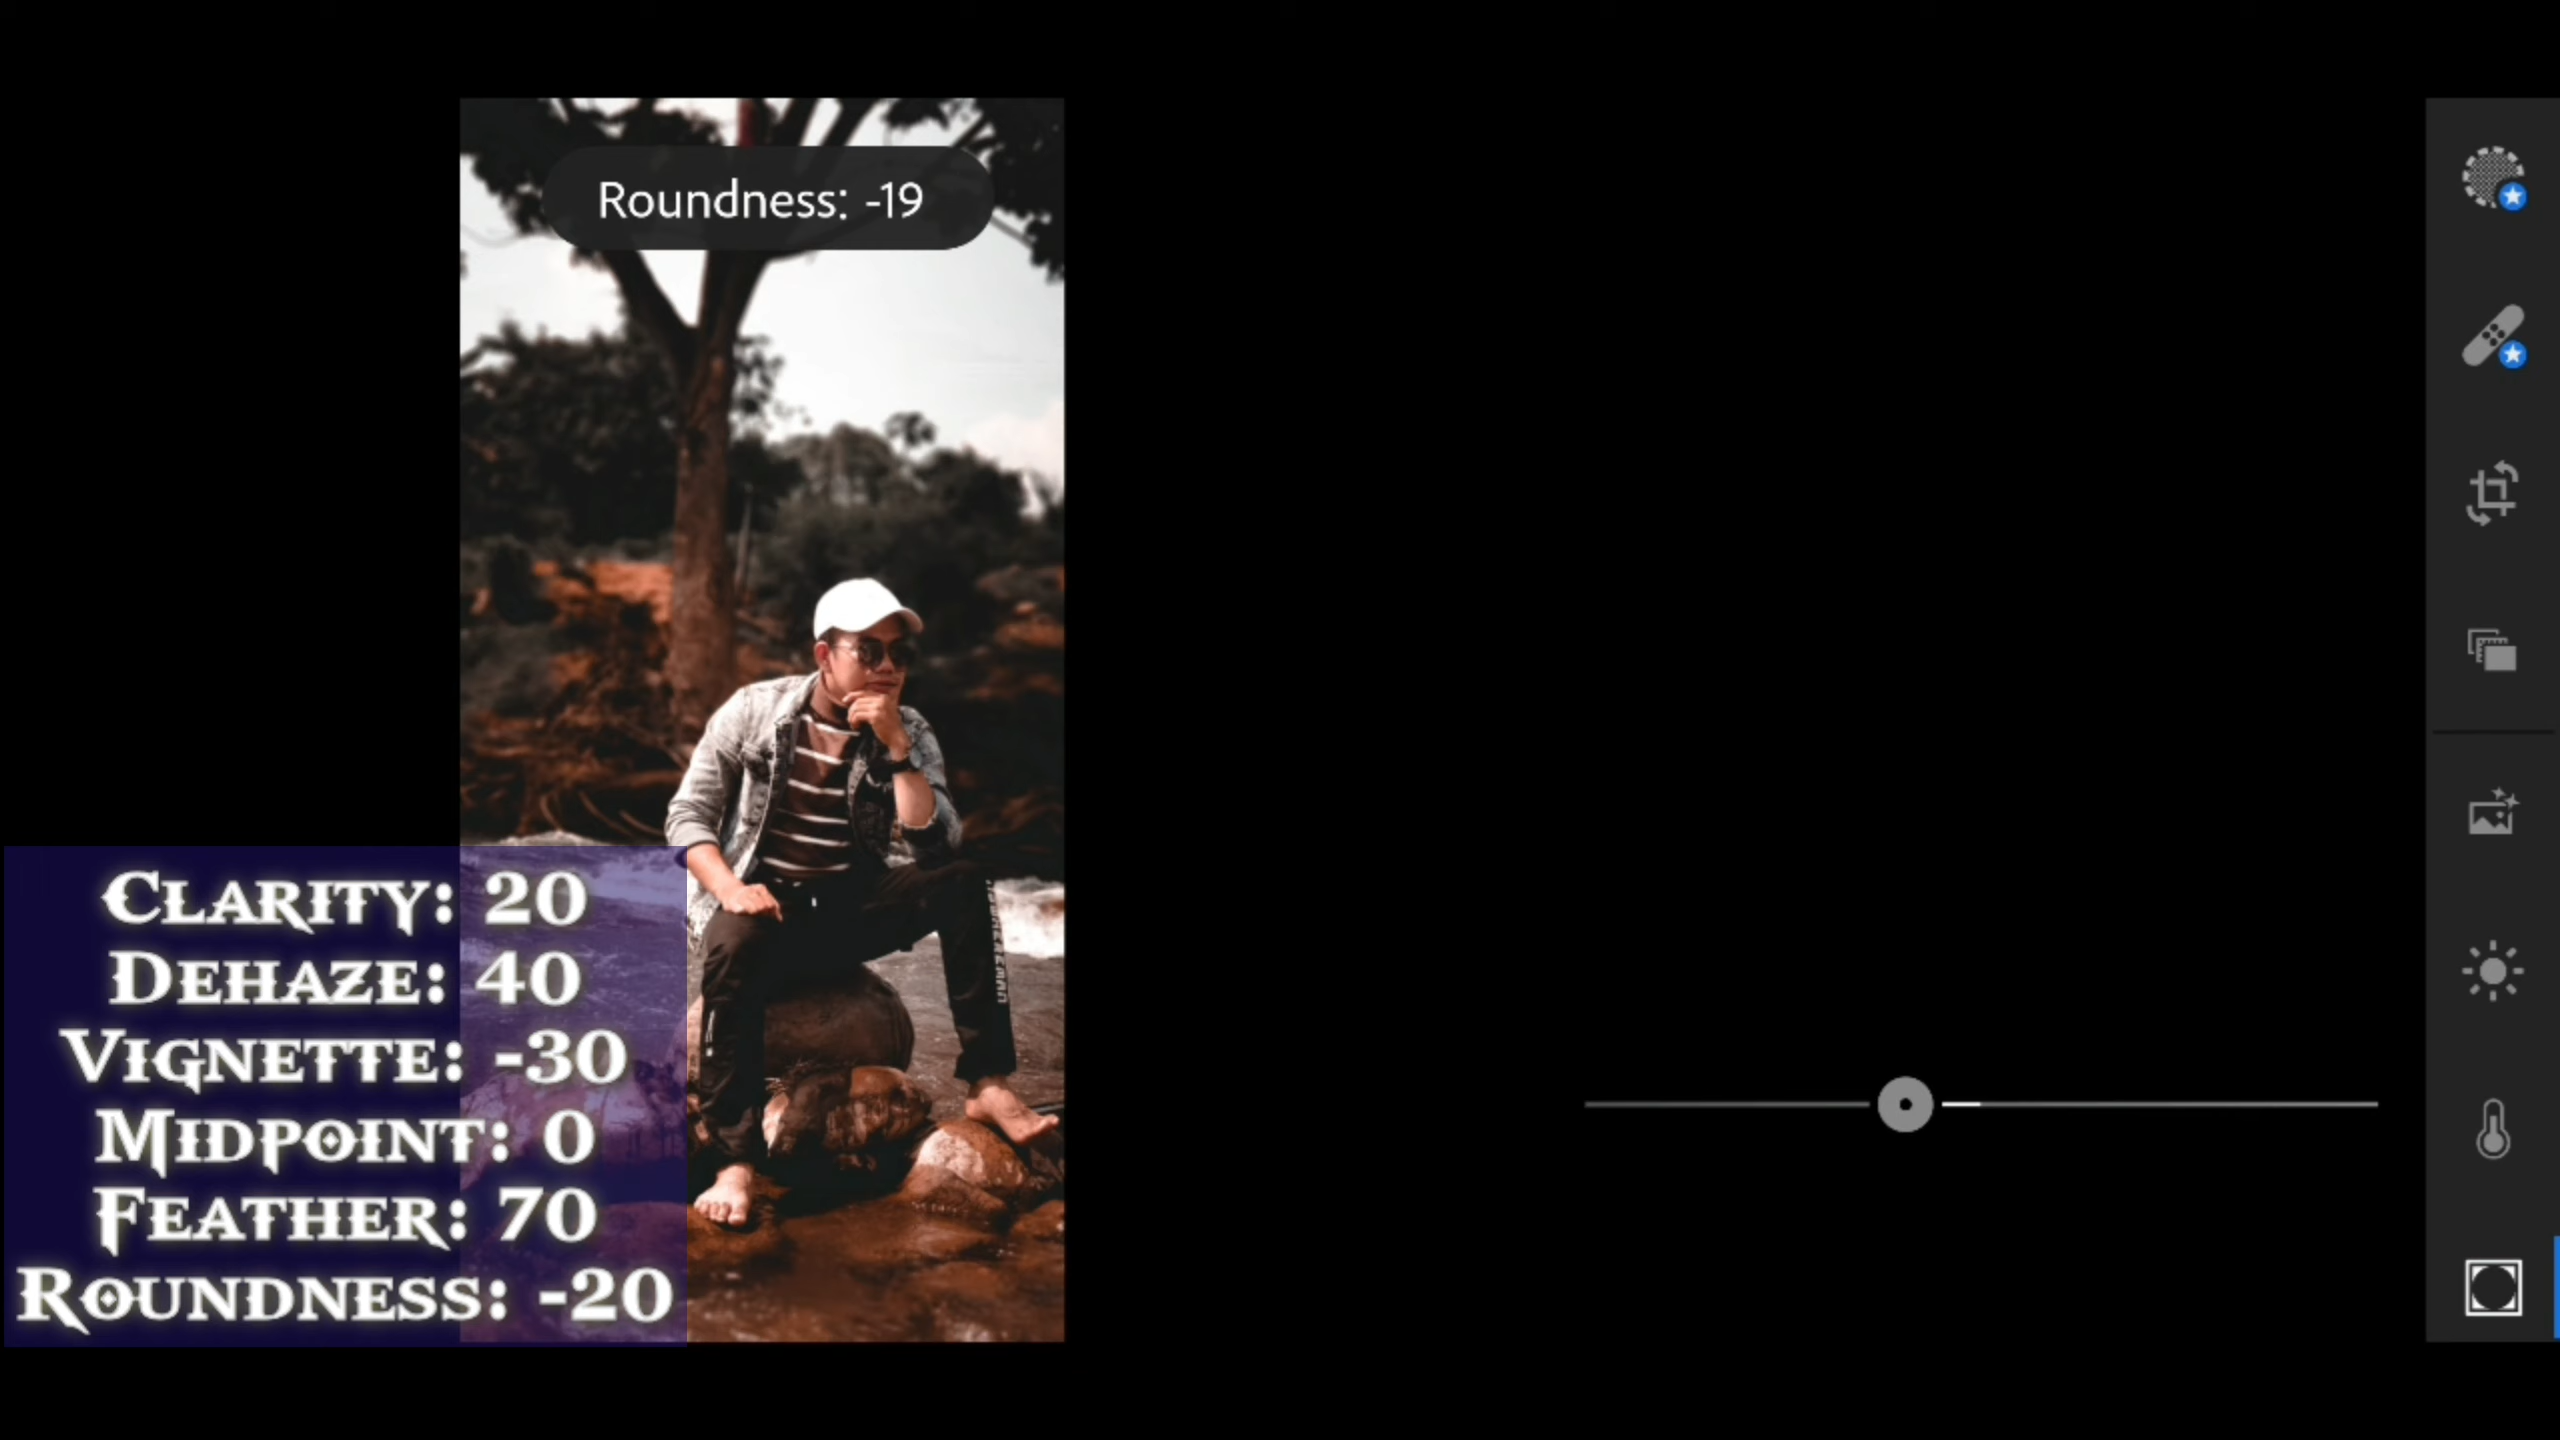 Roundness: -19
CLARITY: 20
DEHAZE: 40
VIGNETTE: -30
MIDPOINT: 0
FEATHER: 70
ROUNDNESS: -20